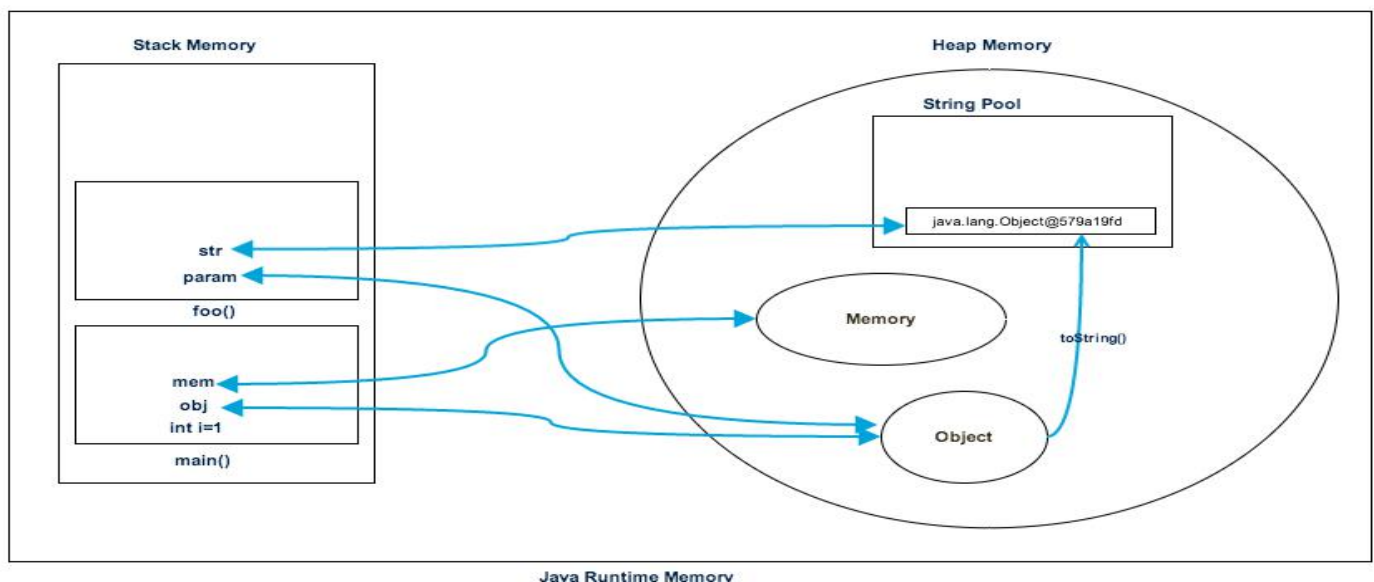 Stack Memory
Heap Memory
String Pool
java.lang.Object@579a19fd
str
param
foo()
Memory
toString()
mem
obj
int i=1
main()
Object
Java Runtime Memory